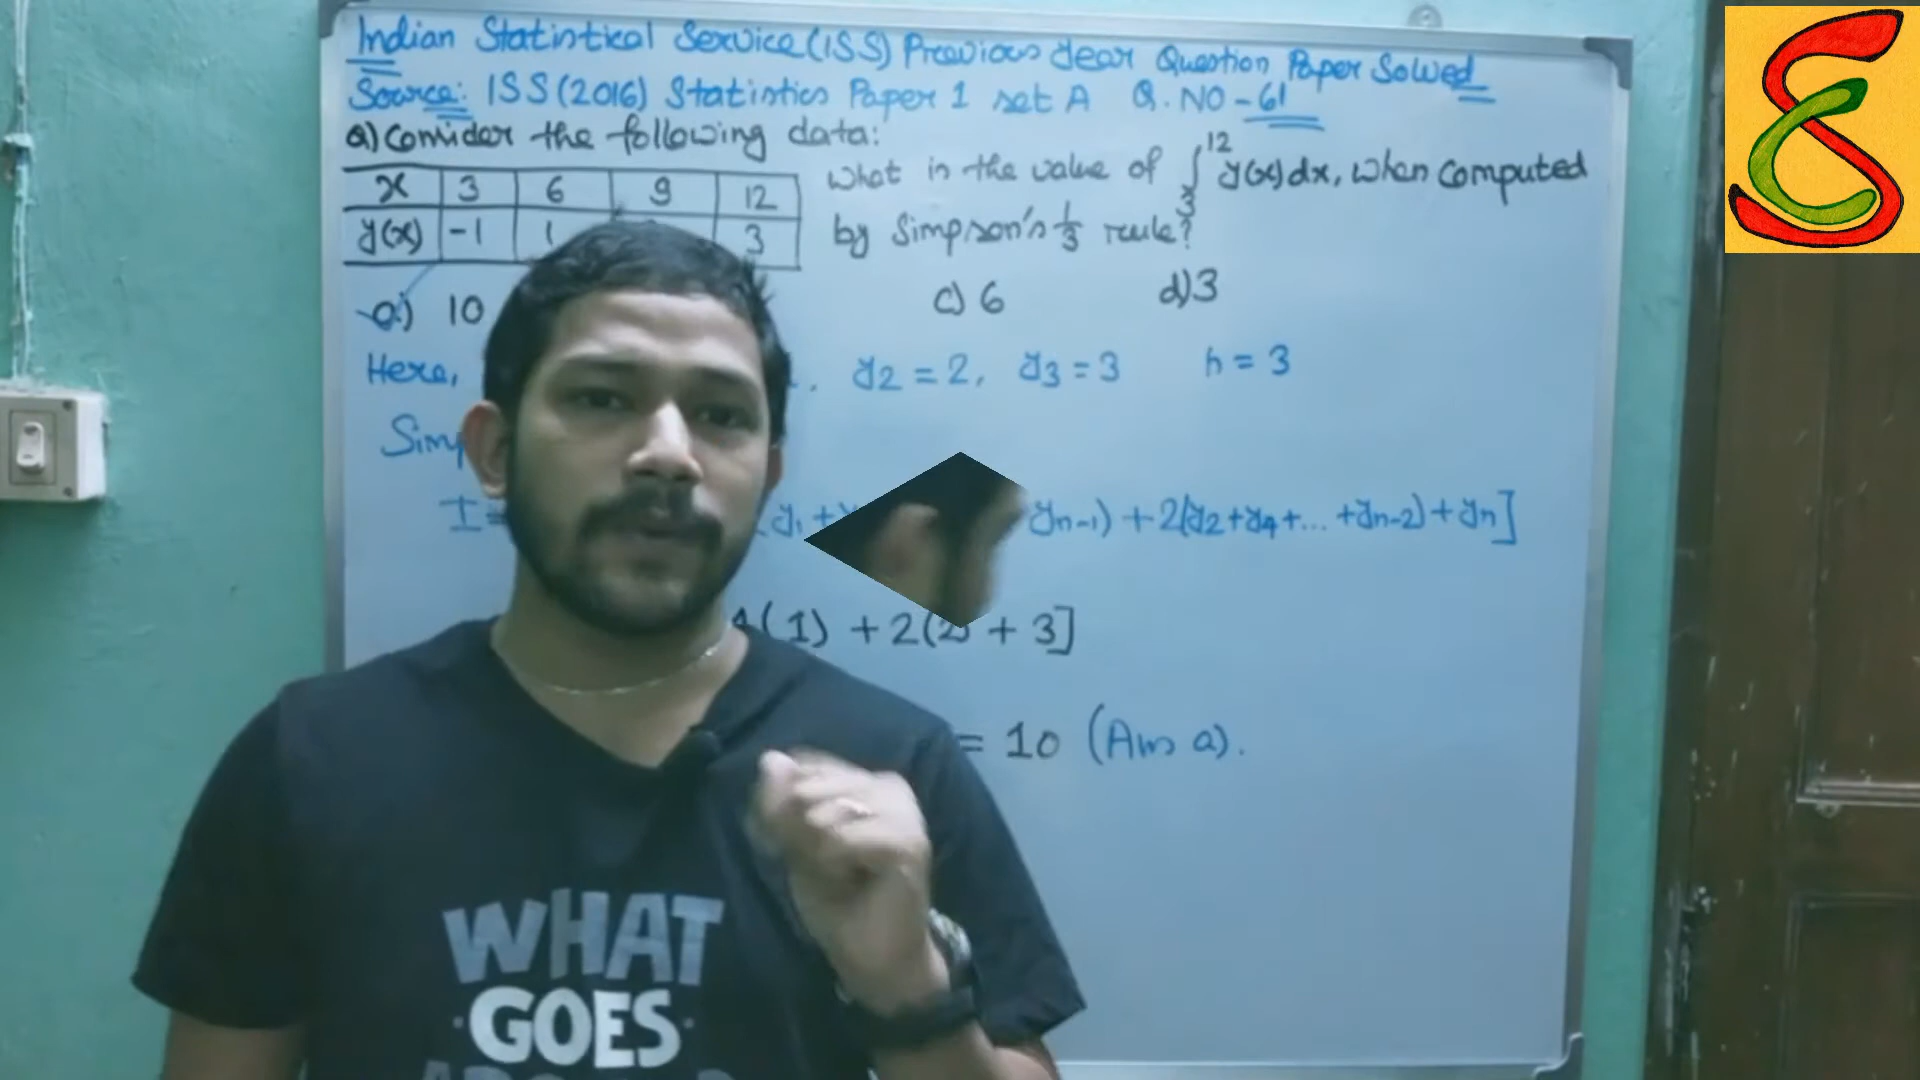 Indian Statistical Service (ISS) Previous Year Question Paper Solved
Source: ISS (2016) Statistics Paper 1 set A Q. NO - 61
Q) Consider the following data:
x 3 6 9 12
y(x) -1 1 3
What is the value of ∫₃¹² y(x)dx, when computed
by Simpson's 1/3 rule?
a) 10 c) 6 d) 3
Here, y2 = 2, y3 = 3 h = 3
I = yn-1) + 2(y2+y4+... +yn-2) + yn]
(1) + 2(2) + 3]
= 10 (Ans a).
WHAT
GOES